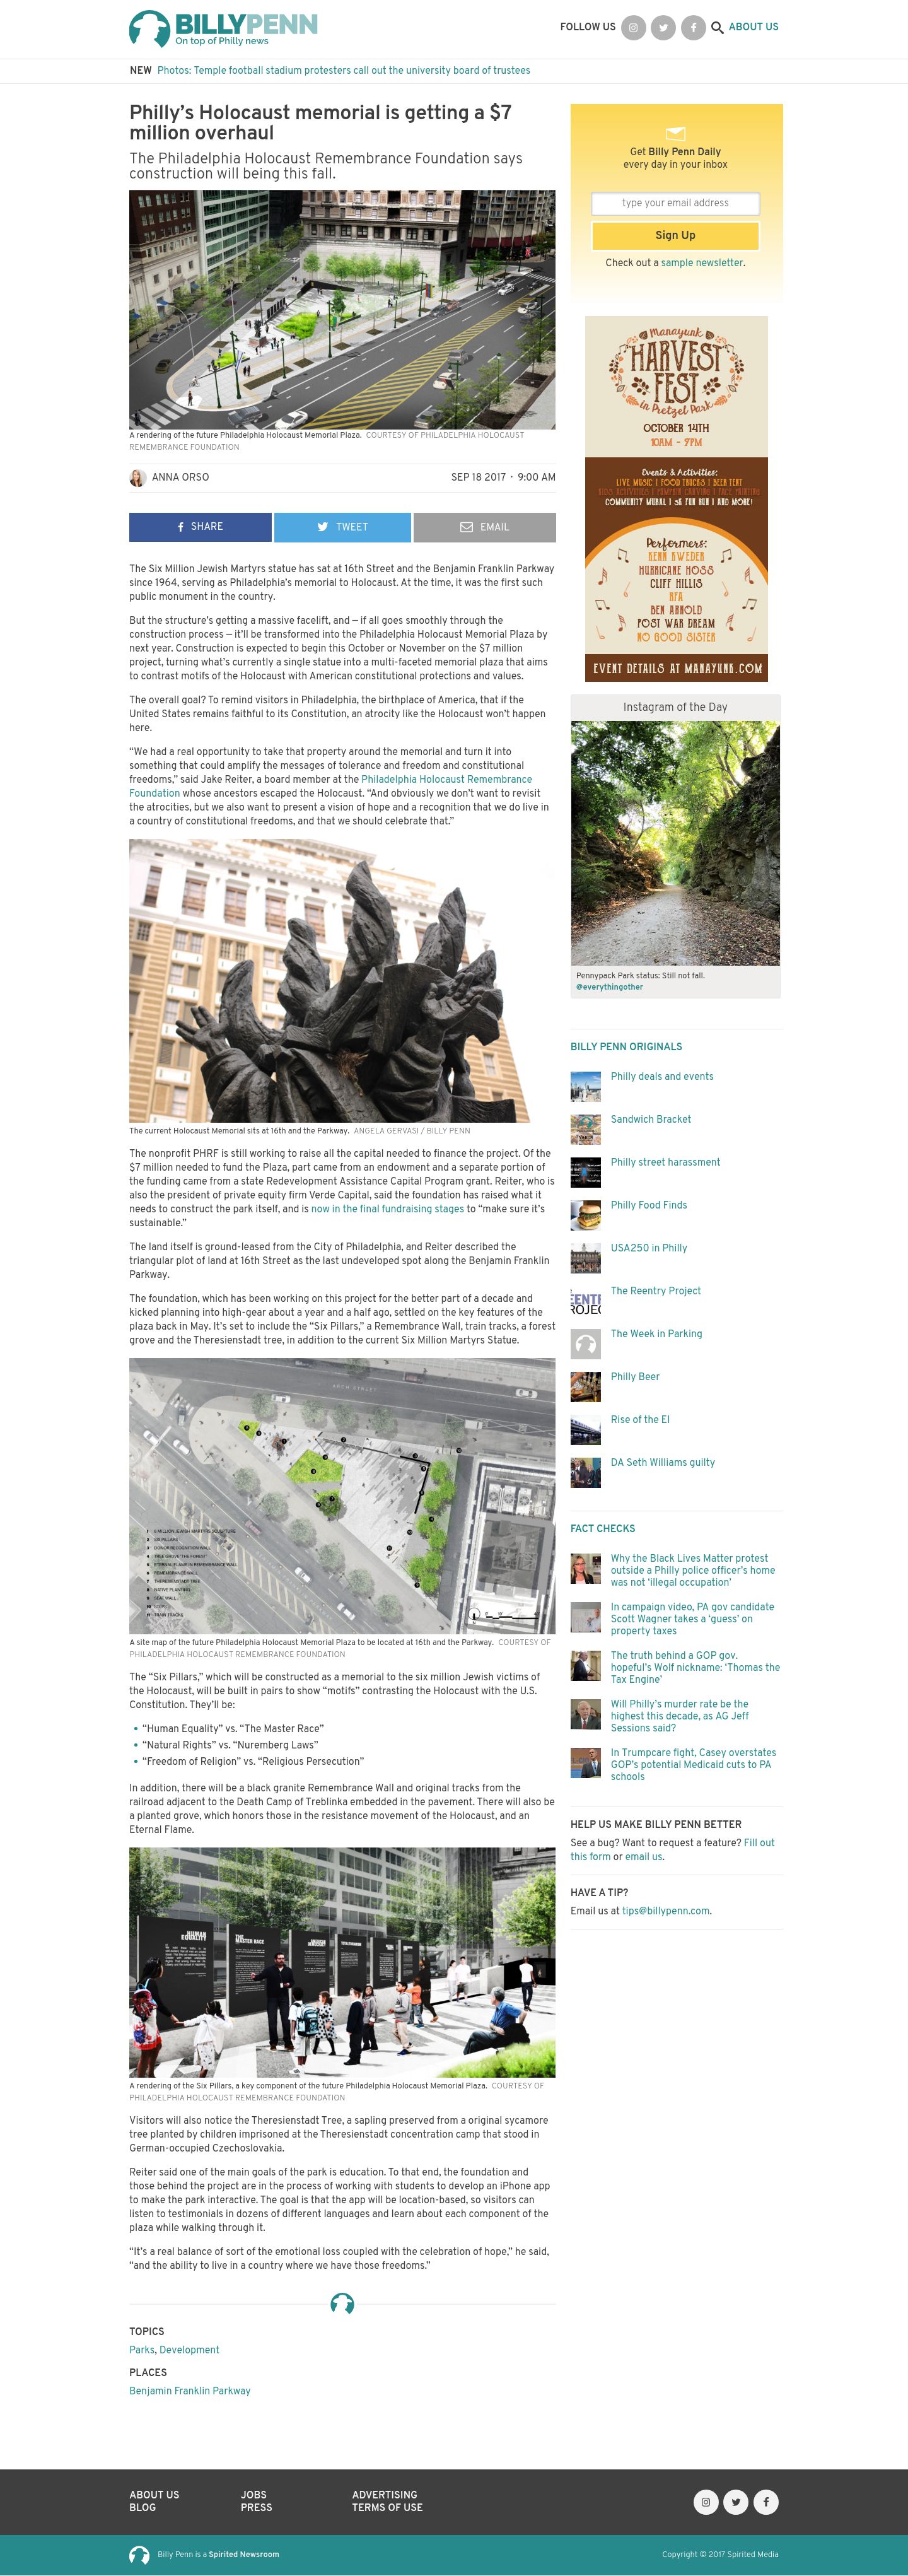 BILLYPENN
On top of Philly news
FOLLOW US
ABOUT US
NEW Photos: Temple football stadium protesters call out the university board of trustees
Philly's Holocaust memorial is getting a $7
million overhaul
The Philadelphia Holocaust Remembrance Foundation says
construction will being this fall.
A rendering of the future Philadelphia Holocaust Memorial Plaza. COURTESY OF PHILADELPHIA HOLOCAUST
REMEMBRANCE FOUNDATION
ANNA ORSO
SEP 18 2017 · 9:00 AM
SHARE
TWEET
EMAIL
The Six Million Jewish Martyrs statue has sat at 16th Street and the Benjamin Franklin Parkway
since 1964, serving as Philadelphia's memorial to Holocaust. At the time, it was the first such
public monument in the country.
But the structure's getting a massive facelift, and — if all goes smoothly through the
construction process — it'll be transformed into the Philadelphia Holocaust Memorial Plaza by
next year. Construction is expected to begin this October or November on the $7 million
project, turning what's currently a single statue into a multi-faceted memorial plaza that aims
to contrast motifs of the Holocaust with American constitutional protections and values.
The overall goal? To remind visitors in Philadelphia, the birthplace of America, that if the
United States remains faithful to its Constitution, an atrocity like the Holocaust won't happen
here.
“We had a real opportunity to take that property around the memorial and turn it into
something that could amplify the messages of tolerance and freedom and constitutional
freedoms,” said Jake Reiter, a board member at the Philadelphia Holocaust Remembrance
Foundation whose ancestors escaped the Holocaust. “And obviously we don't want to revisit
the atrocities, but we also want to present a vision of hope and a recognition that we do live in
a country of constitutional freedoms, and that we should celebrate that.”
The current Holocaust Memorial sits at 16th and the Parkway. ANGELA GERVASI / BILLY PENN
The nonprofit PHRF is still working to raise all the capital needed to finance the project. Of the
$7 million needed to fund the Plaza, part came from an endowment and a separate portion of
the funding came from a state Redevelopment Assistance Capital Program grant. Reiter, who is
also the president of private equity firm Verde Capital, said the foundation has raised what it
needs to construct the park itself, and is now in the final fundraising stages to “make sure it's
sustainable.”
The land itself is ground-leased from the City of Philadelphia, and Reiter described the
triangular plot of land at 16th Street as the last undeveloped spot along the Benjamin Franklin
Parkway.
The foundation, which has been working on this project for the better part of a decade and
kicked planning into high-gear about a year and a half ago, settled on the key features of the
plaza back in May. It's set to include the “Six Pillars,” a Remembrance Wall, train tracks, a forest
grove and the Theresienstadt tree, in addition to the current Six Million Martyrs Statue.
ARCH STREET
6 MILLION JEWISH MARTYRS SCULPTURE
SIX PILLARS
DONOR RECOGNITION WALL
TREE GROVE 'THE FOREST'
ETERNAL FLAME IN REMEMBRANCE WALL
REMEMBRANCE WALL
THERESIENSTADT TREE
NATIVE PLANTING
SEAT WALL
TRAIN TRACKS
A site map of the future Philadelphia Holocaust Memorial Plaza to be located at 16th and the Parkway. COURTESY OF
PHILADELPHIA HOLOCAUST REMEMBRANCE FOUNDATION
The “Six Pillars,” which will be constructed as a memorial to the six million Jewish victims of
the Holocaust, will be built in pairs to show “motifs” contrasting the Holocaust with the U.S.
Constitution. They'll be:
• “Human Equality” vs. “The Master Race”
• “Natural Rights” vs. “Nuremberg Laws”
• “Freedom of Religion” vs. “Religious Persecution”
In addition, there will be a black granite Remembrance Wall and original tracks from the
railroad adjacent to the Death Camp of Treblinka embedded in the pavement. There will also be
a planted grove, which honors those in the resistance movement of the Holocaust, and an
Eternal Flame.
HUMAN
EQUALITY
THE
MASTER RACE
A rendering of the Six Pillars, a key component of the future Philadelphia Holocaust Memorial Plaza. COURTESY OF
PHILADELPHIA HOLOCAUST REMEMBRANCE FOUNDATION
Visitors will also notice the Theresienstadt Tree, a sapling preserved from a original sycamore
tree planted by children imprisoned at the Theresienstadt concentration camp that stood in
German-occupied Czechoslovakia.
Reiter said one of the main goals of the park is education. To that end, the foundation and
those behind the project are in the process of working with students to develop an iPhone app
to make the park interactive. The goal is that the app will be location-based, so visitors can
listen to testimonials in dozens of different languages and learn about each component of the
plaza while walking through it.
“It's a real balance of sort of the emotional loss coupled with the celebration of hope,” he said,
“and the ability to live in a country where we have those freedoms.”
TOPICS
Parks, Development
PLACES
Benjamin Franklin Parkway
Get Billy Penn Daily
every day in your inbox
type your email address
Sign Up
Check out a sample newsletter.
Manayunk
HARVEST
FEST
in Pretzel Park
OCTOBER 14TH
10AM - 9PM
Events & Activities:
LIVE MUSIC | FOOD TRUCKS | BEER TENT
KIDS ACTIVITIES | PUMPKIN CARVING | FACE PAINTING
COMMUNITY MURAL | 5K FUN RUN | AND MORE!
Performers:
KENN KWEDER
HURRICANE HOSS
CLIFF HILLIS
RFA
BEN ARNOLD
POST WAR DREAM
NO GOOD SISTER
EVENT DETAILS AT MANAYUNK.COM
Instagram of the Day
Pennypack Park status: Still not fall.
@everythingother
BILLY PENN ORIGINALS
Philly deals and events
Sandwich Bracket
Philly street harassment
Philly Food Finds
USA250 in Philly
The Reentry Project
The Week in Parking
Philly Beer
Rise of the El
DA Seth Williams guilty
FACT CHECKS
Why the Black Lives Matter protest
outside a Philly police officer's home
was not ‘illegal occupation’
In campaign video, PA gov candidate
Scott Wagner takes a ‘guess’ on
property taxes
The truth behind a GOP gov.
hopeful's Wolf nickname: ‘Thomas the
Tax Engine’
Will Philly's murder rate be the
highest this decade, as AG Jeff
Sessions said?
In Trumpcare fight, Casey overstates
GOP's potential Medicaid cuts to PA
schools
HELP US MAKE BILLY PENN BETTER
See a bug? Want to request a feature? Fill out
this form or email us.
HAVE A TIP?
Email us at tips@billypenn.com.
ABOUT US
BLOG
JOBS
PRESS
ADVERTISING
TERMS OF USE
Billy Penn is a Spirited Newsroom
Copyright © 2017 Spirited Media